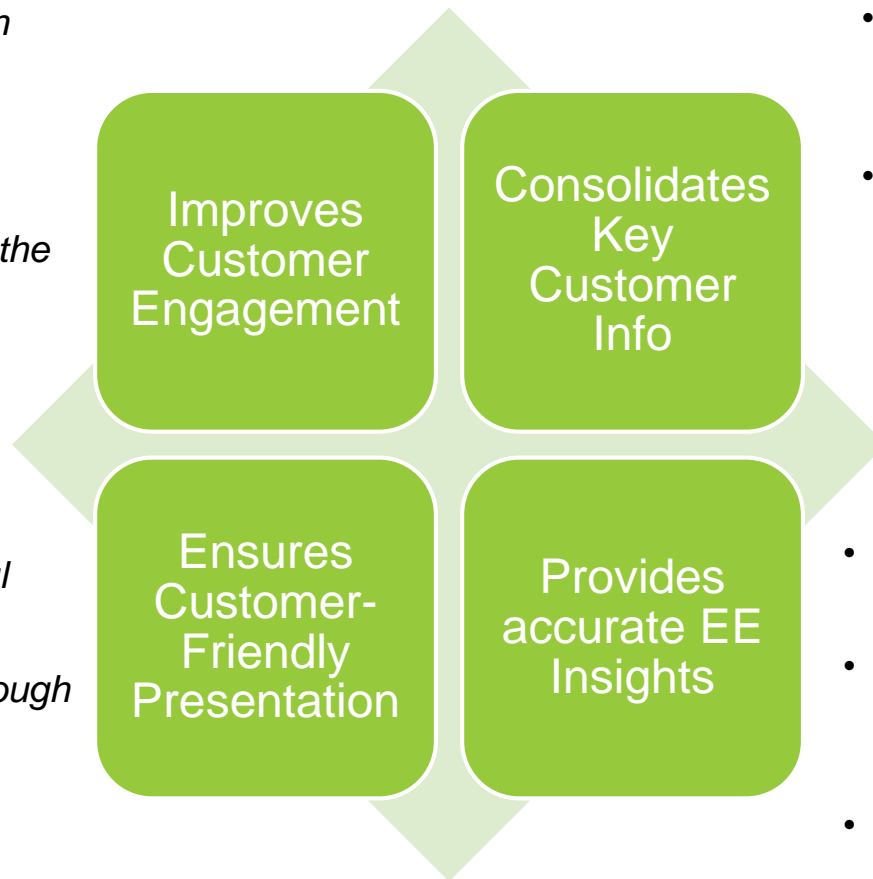 Improves
Customer
Engagement
Consolidates
Key
Customer
Info
the
Ensures
Customer-
Friendly
Presentation
Provides
accurate EE
Insights
•
•
•
•
•